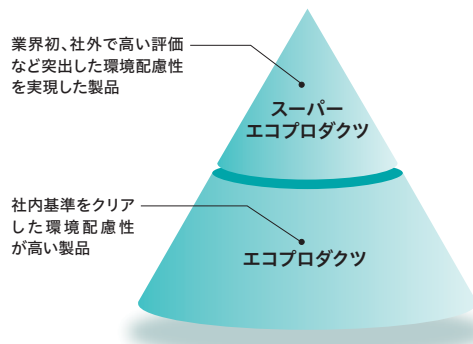 業界初、社外で高い評価
など突出した環境配慮性
を実現した製品
スーパー
エコプロダクツ
社内基準をクリア
した環境配慮性
が高い製品
エコプロダクツ